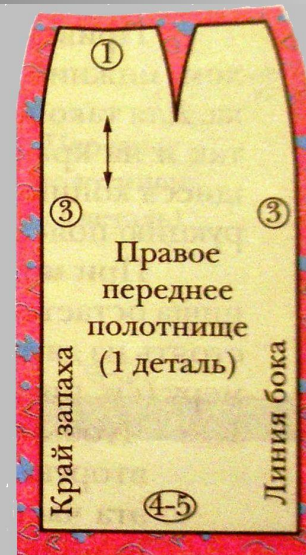 1
3
3
Правое
переднее
полотнище
(1 деталь)
Край запаха
Линия бока
4-5